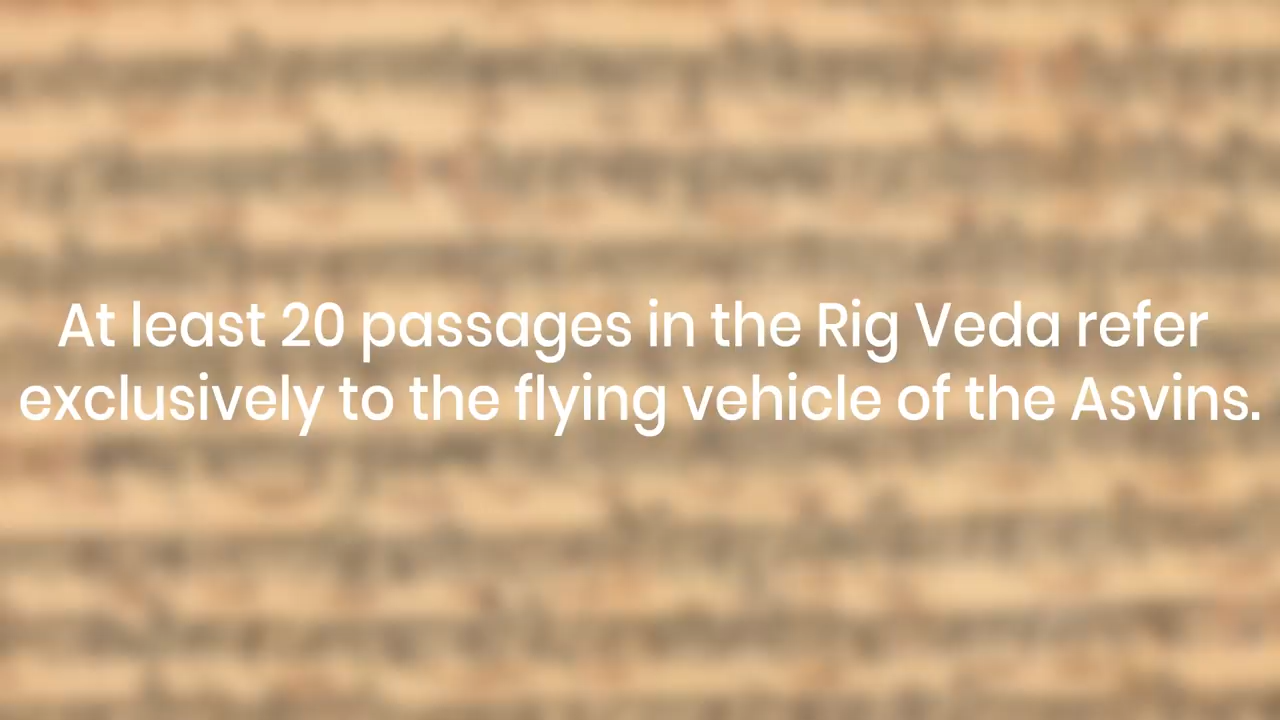 At least 20 passages in the Rig Veda refer
exclusively to the flying vehicle of the Asvins.